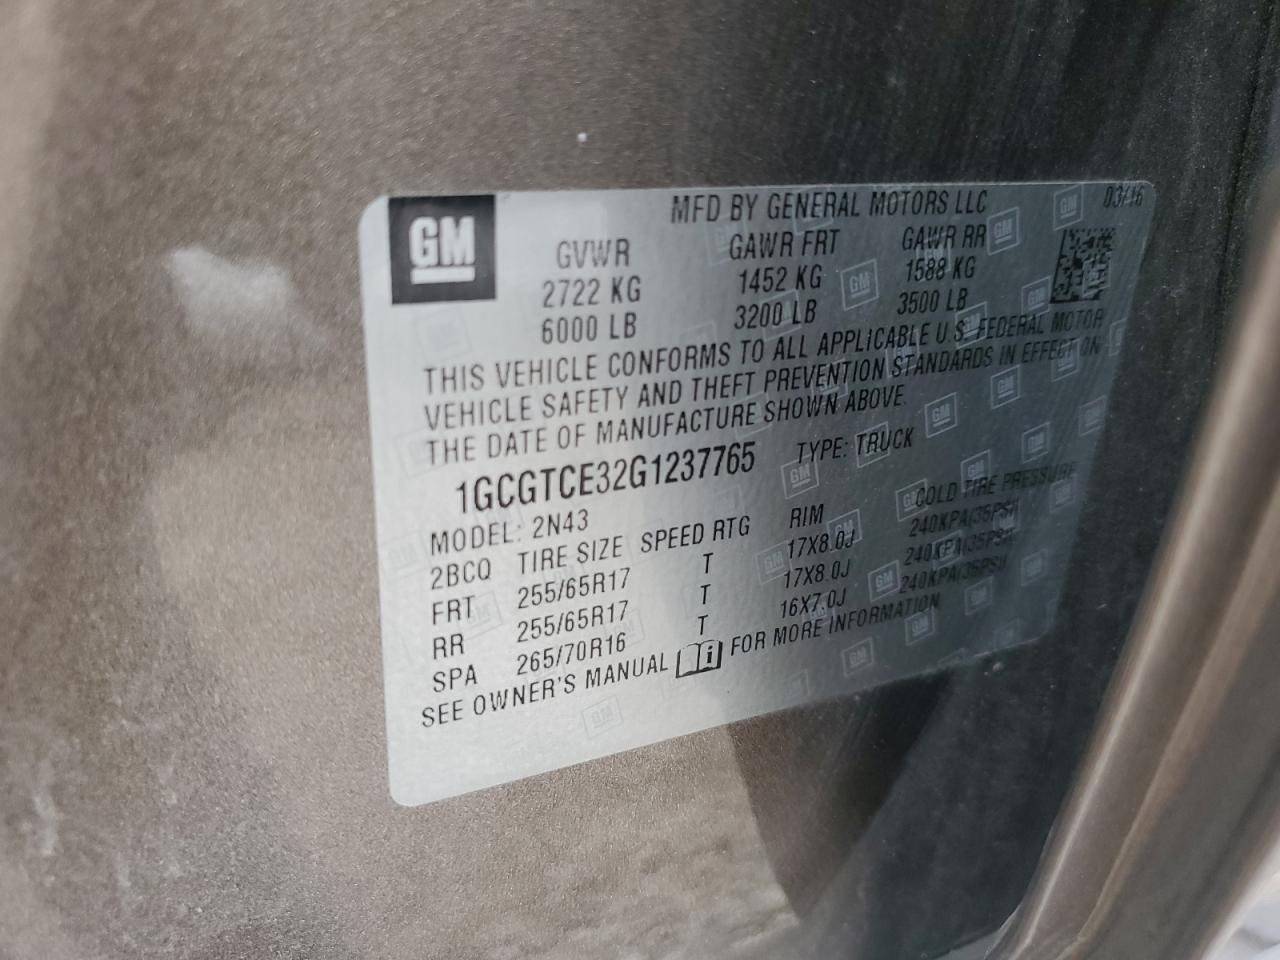 GM
MFD BY GENERAL MOTORS LLC 03/16
GVWR GAWR FRT GAWR RR
2722 KG 1452 KG 1588 KG
6000 LB 3200 LB 3500 LB
THIS VEHICLE CONFORMS TO ALL APPLICABLE U.S. FEDERAL MOTOR
VEHICLE SAFETY AND THEFT PREVENTION STANDARDS IN EFFECT ON
THE DATE OF MANUFACTURE SHOWN ABOVE.
1GCGTCE32G1237765 TYPE: TRUCK
MODEL: 2N43
2BCQ TIRE SIZE SPEED RTG RIM COLD TIRE PRESSURE
FRT 255/65R17 T 17X8.0J 240KPA(35PSI)
RR 255/65R17 T 17X8.0J 240KPA(35PSI)
SPA 265/70R16 T 16X7.0J 240KPA(35PSI)
SEE OWNER'S MANUAL i FOR MORE INFORMATION